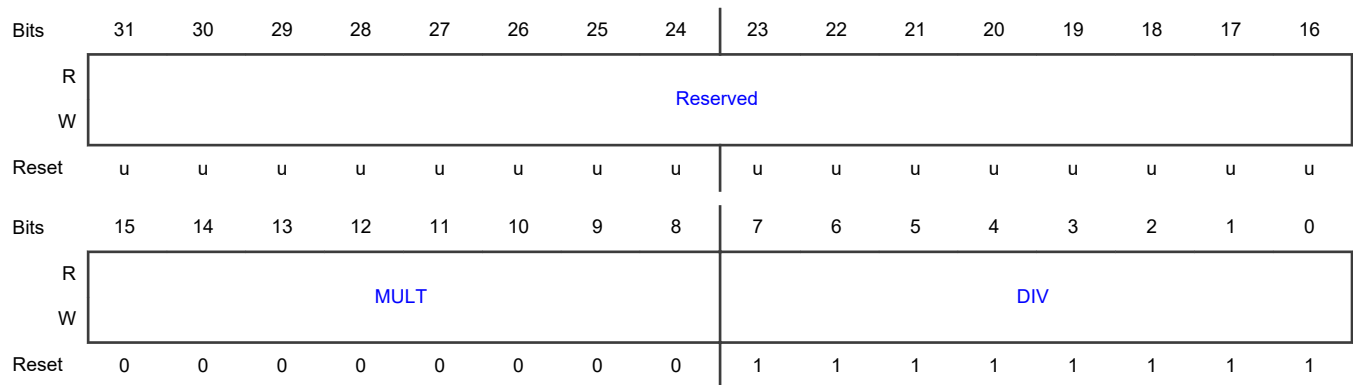 Bits 31 30 29 28 27 26 25 24 23 22 21 20 19 18 17 16
R
Reserved
W
Reset u u u u u u u u u u u u u u u u
Bits 15 14 13 12 11 10 9 8 7 6 5 4 3 2 1 0
R
MULT DIV
W
Reset 0 0 0 0 0 0 0 0 1 1 1 1 1 1 1 1